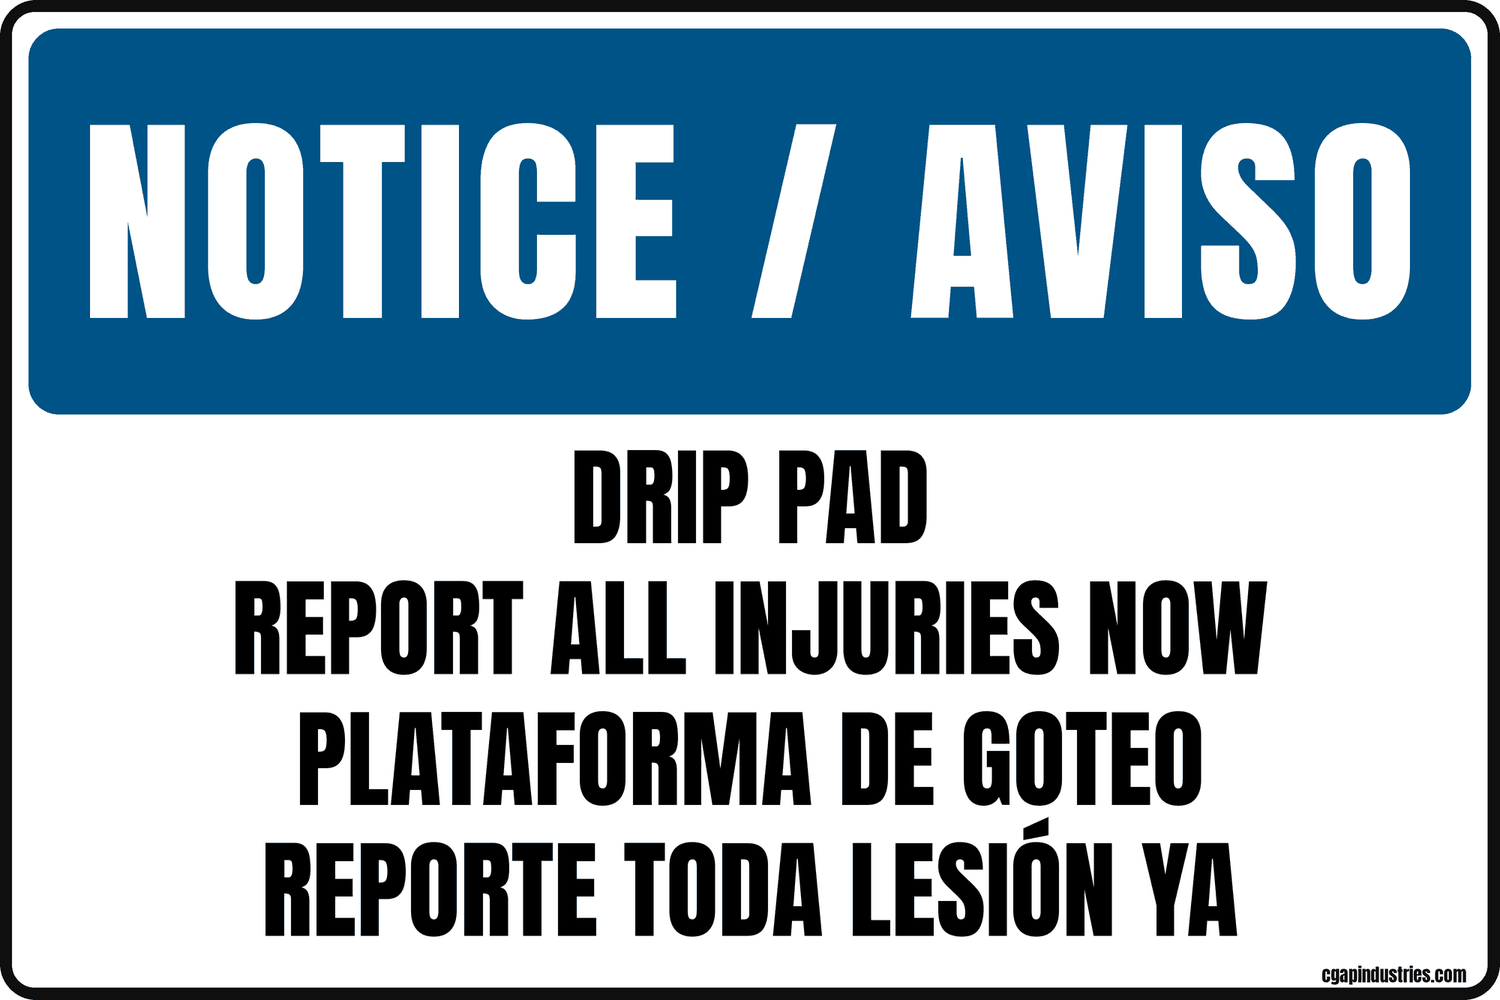 NOTICE / AVISO
DRIP PAD
REPORT ALL INJURIES NOW
PLATAFORMA DE GOTEO
REPORTE TODA LESIÓN YA
cgapindustries.com